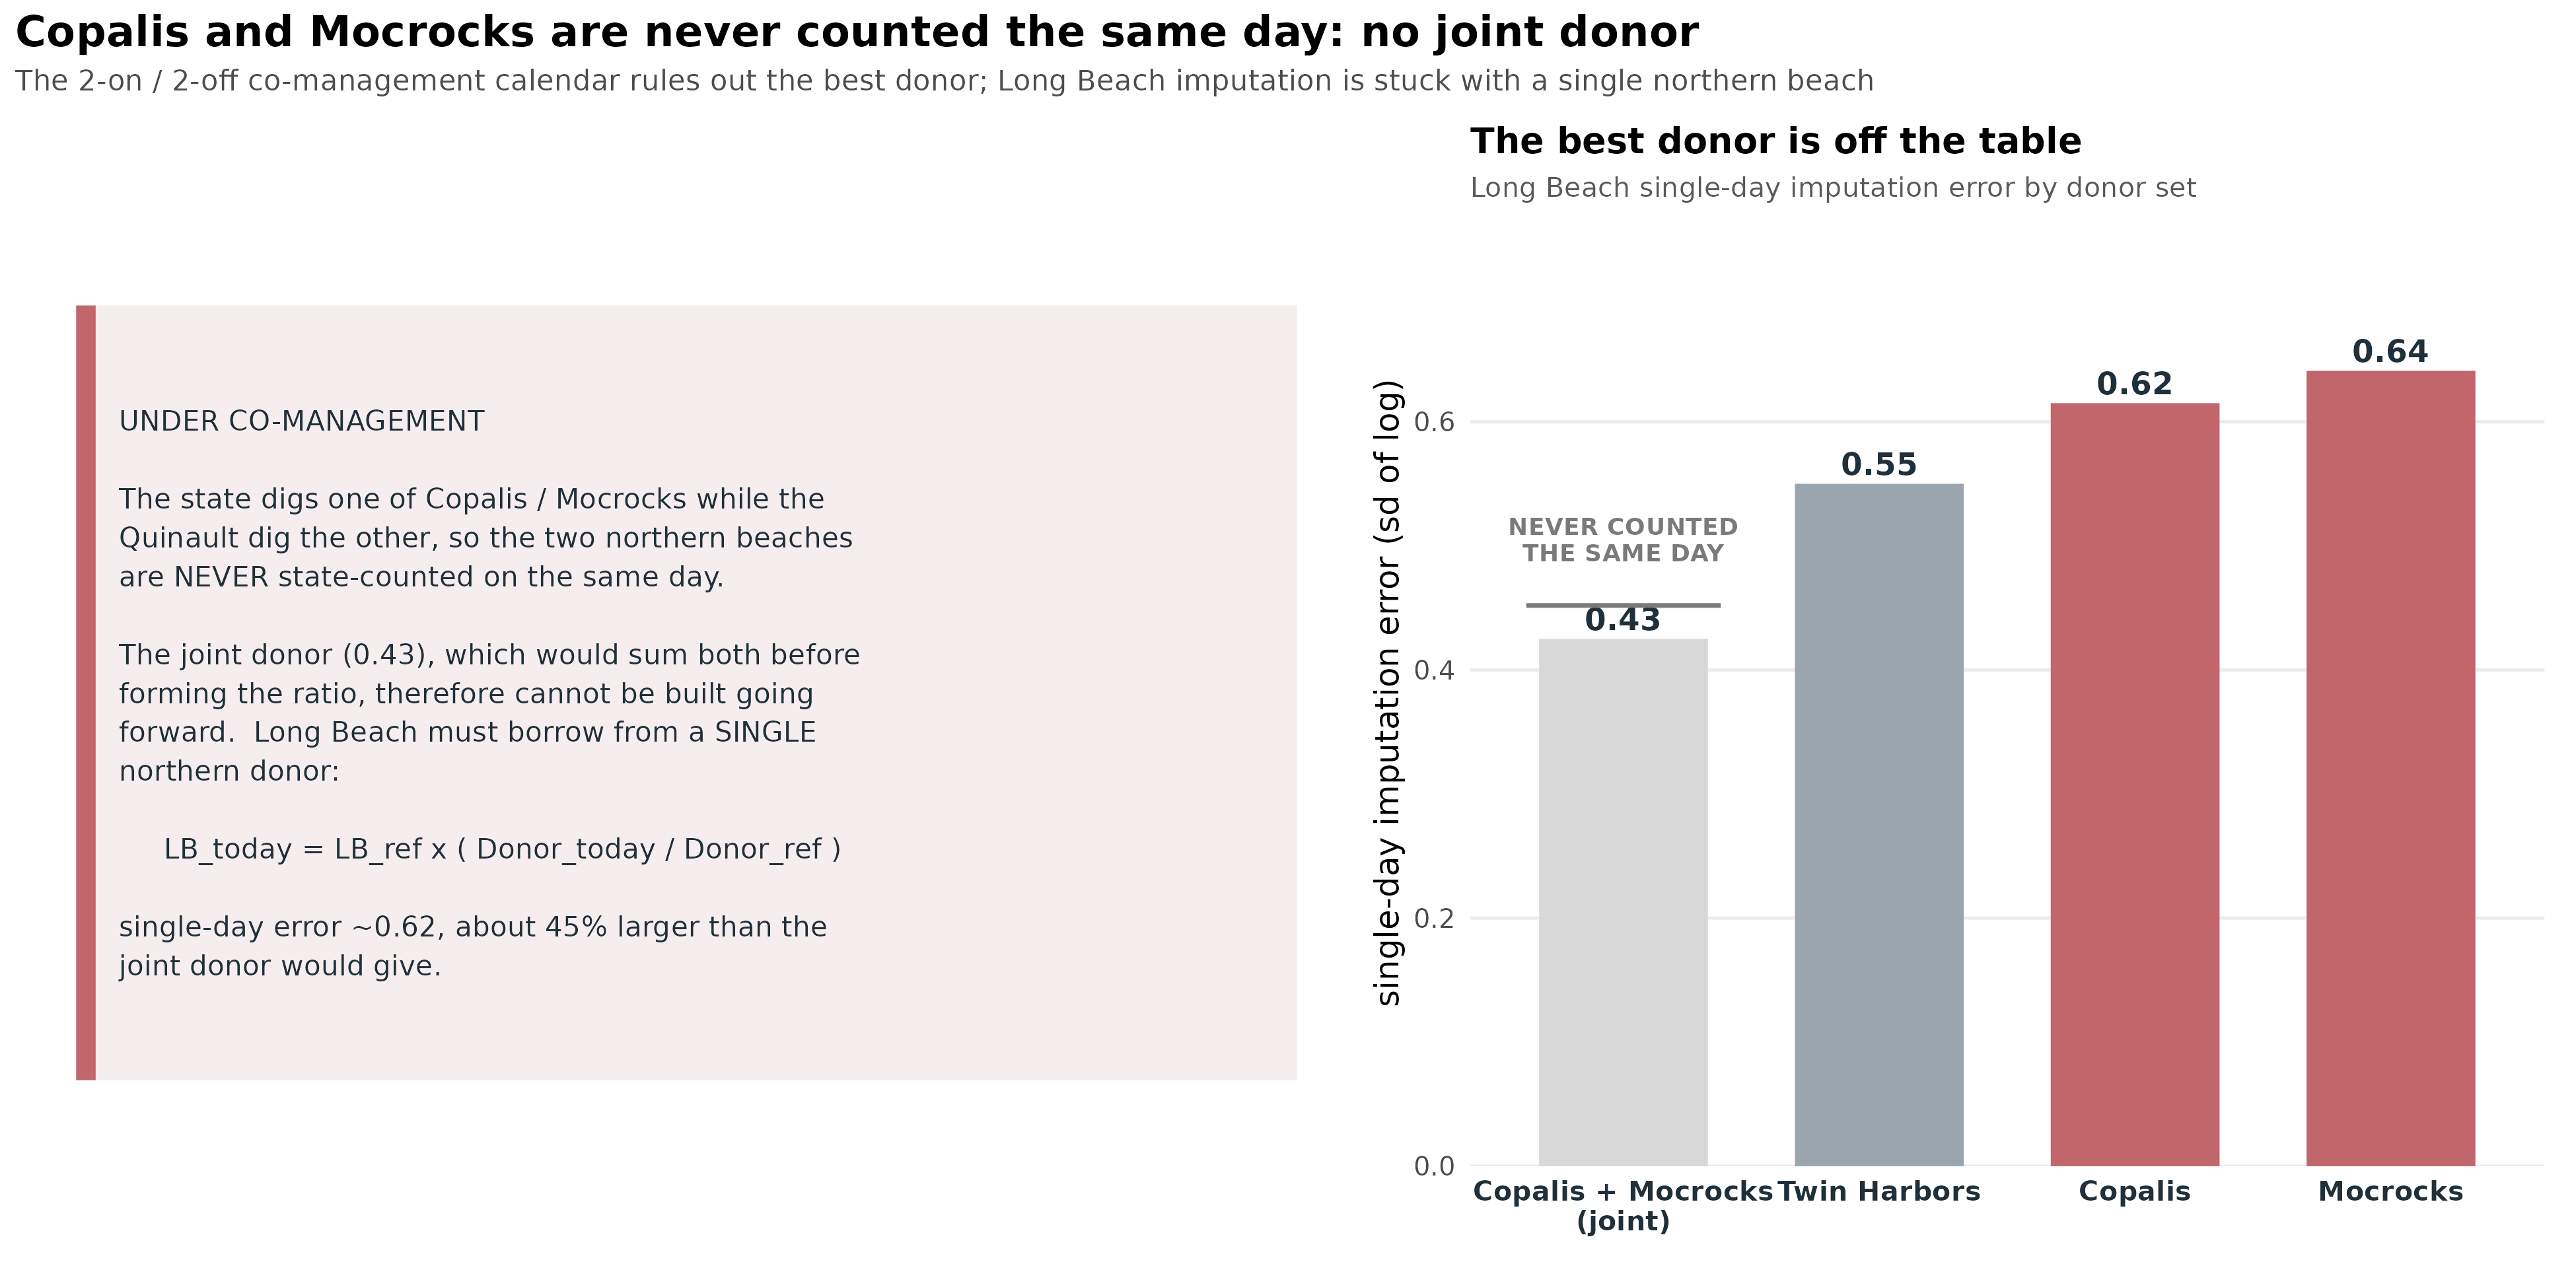 Copalis and Mocrocks are never counted the same day: no joint donor
The 2-on / 2-off co-management calendar rules out the best donor; Long Beach imputation is stuck with a single northern beach
UNDER CO-MANAGEMENT
The state digs one of Copalis / Mocrocks while the
Quinault dig the other, so the two northern beaches
are NEVER state-counted on the same day.
The joint donor (0.43), which would sum both before
forming the ratio, therefore cannot be built going
forward.  Long Beach must borrow from a SINGLE
northern donor:
LB_today = LB_ref x ( Donor_today / Donor_ref )
single-day error ~0.62, about 45% larger than the
joint donor would give.
The best donor is off the table
Long Beach single-day imputation error by donor set
single-day imputation error (sd of log)
0.6
0.4
0.2
0.0
NEVER COUNTED
THE SAME DAY
0.43
0.55
0.62
0.64
Copalis + Mocrocks
(joint)
Twin Harbors
Copalis
Mocrocks